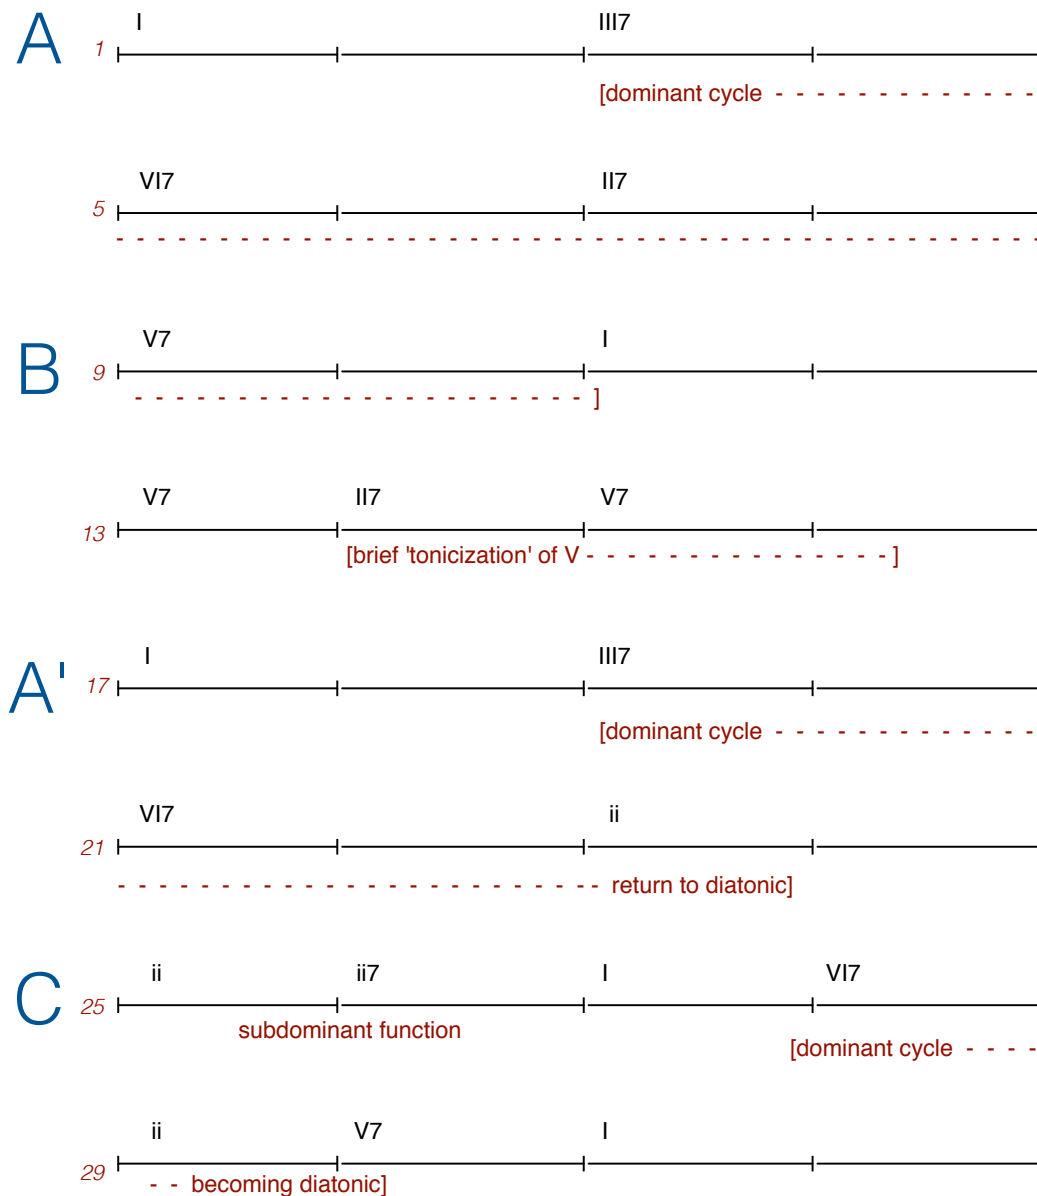 I III7
A 1
[dominant cycle - - - - - - - - - - - - -
VI7 II7
5
V7 I
B 9
]
V7 II7 V7
13
[brief 'tonicization' of V - - - - - - - - - - - - - - - ]
I III7
A' 17
[dominant cycle - - - - - - - - - - - - -
VI7 ii
21
return to diatonic]
ii ii7 I VI7
C 25
subdominant function
[dominant cycle - - - -
ii V7 I
29
- - becoming diatonic]